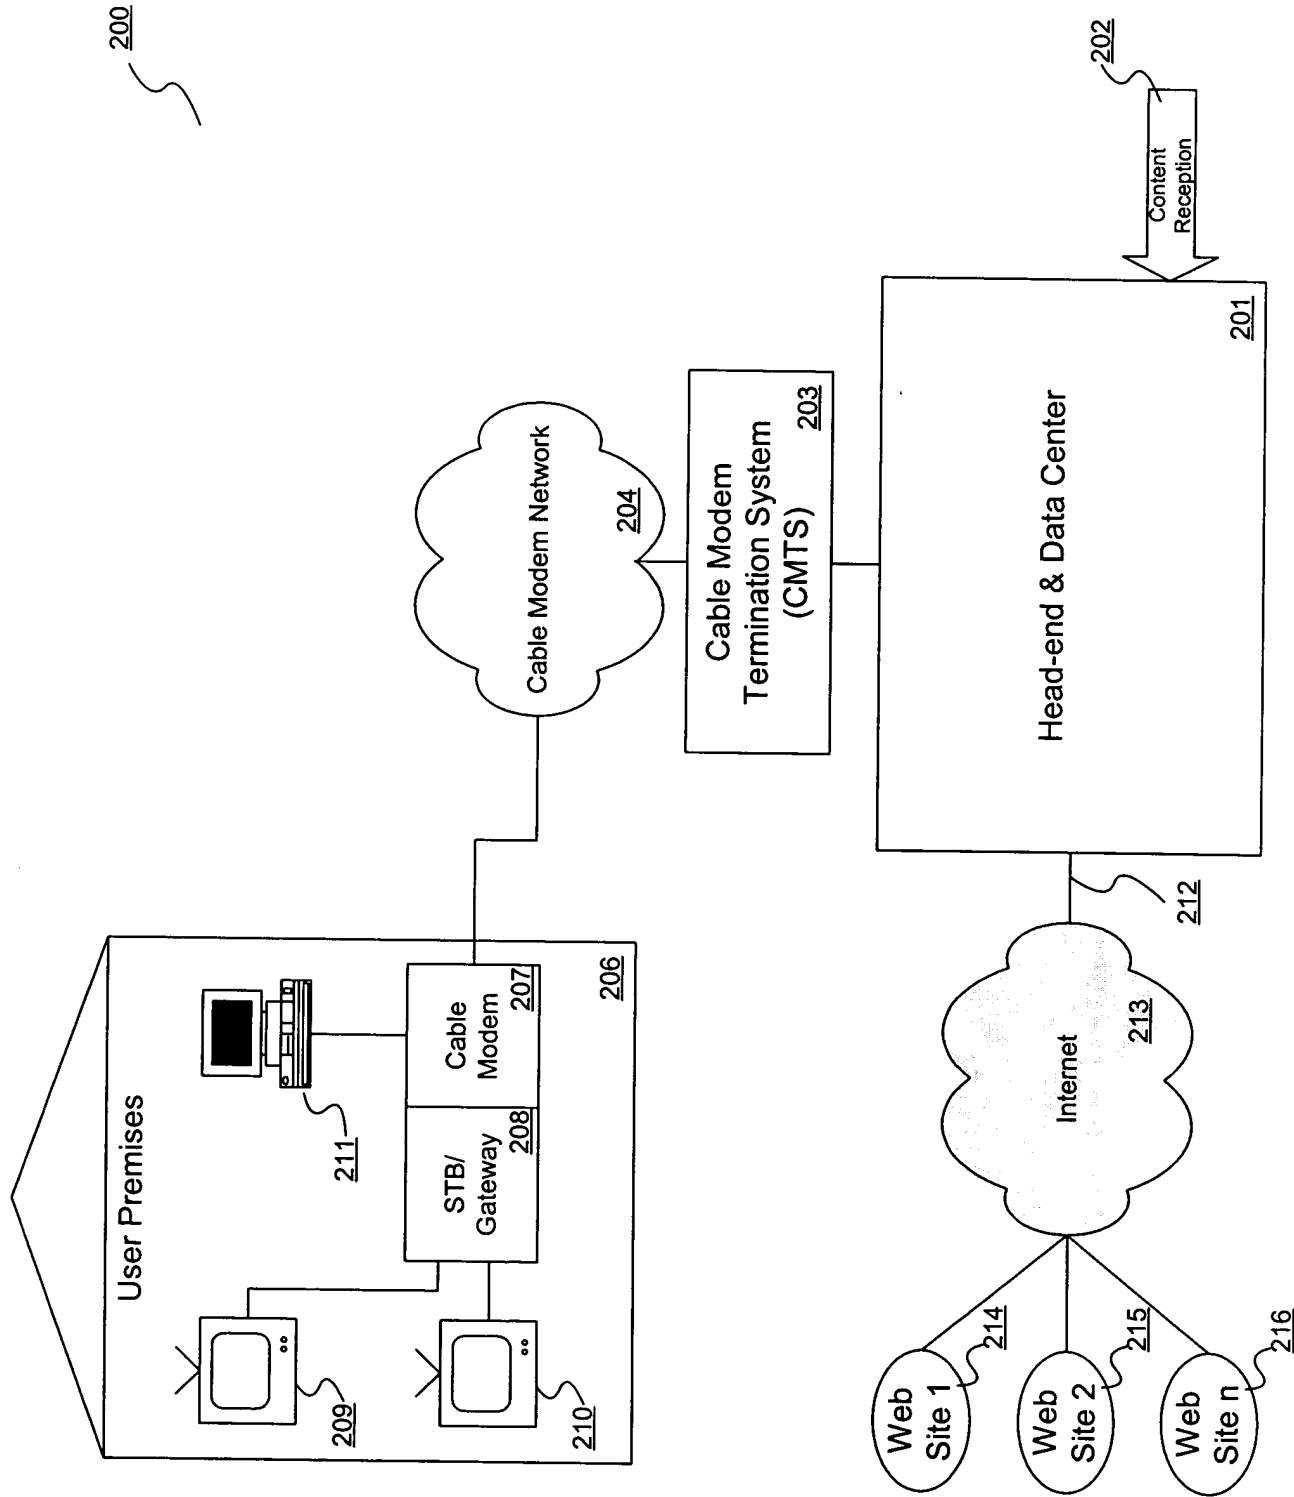 200
User Premises
209
210
211
STB/
Gateway
208
Cable
Modem
207
206
Cable Modem Network
204
Cable Modem
Termination System
(CMTS)
203
Content
Reception
202
Head-end & Data Center
201
212
Internet
213
Web
Site 1
214
Web
Site 2
215
Web
Site n
216